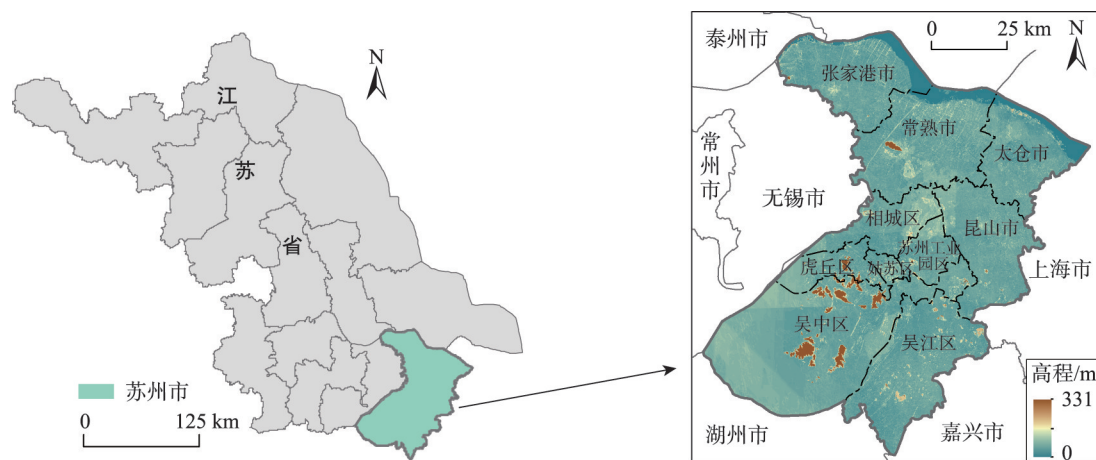 N
江
苏
省
苏州市
0 125 km
泰州市
0 25 km
N
张家港市
常熟市
太仓市
常州市
无锡市
相城区
昆山市
苏州工业
园区
虎丘区
姑苏区
上海市
吴中区
吴江区
湖州市
嘉兴市
高程/m
331
0